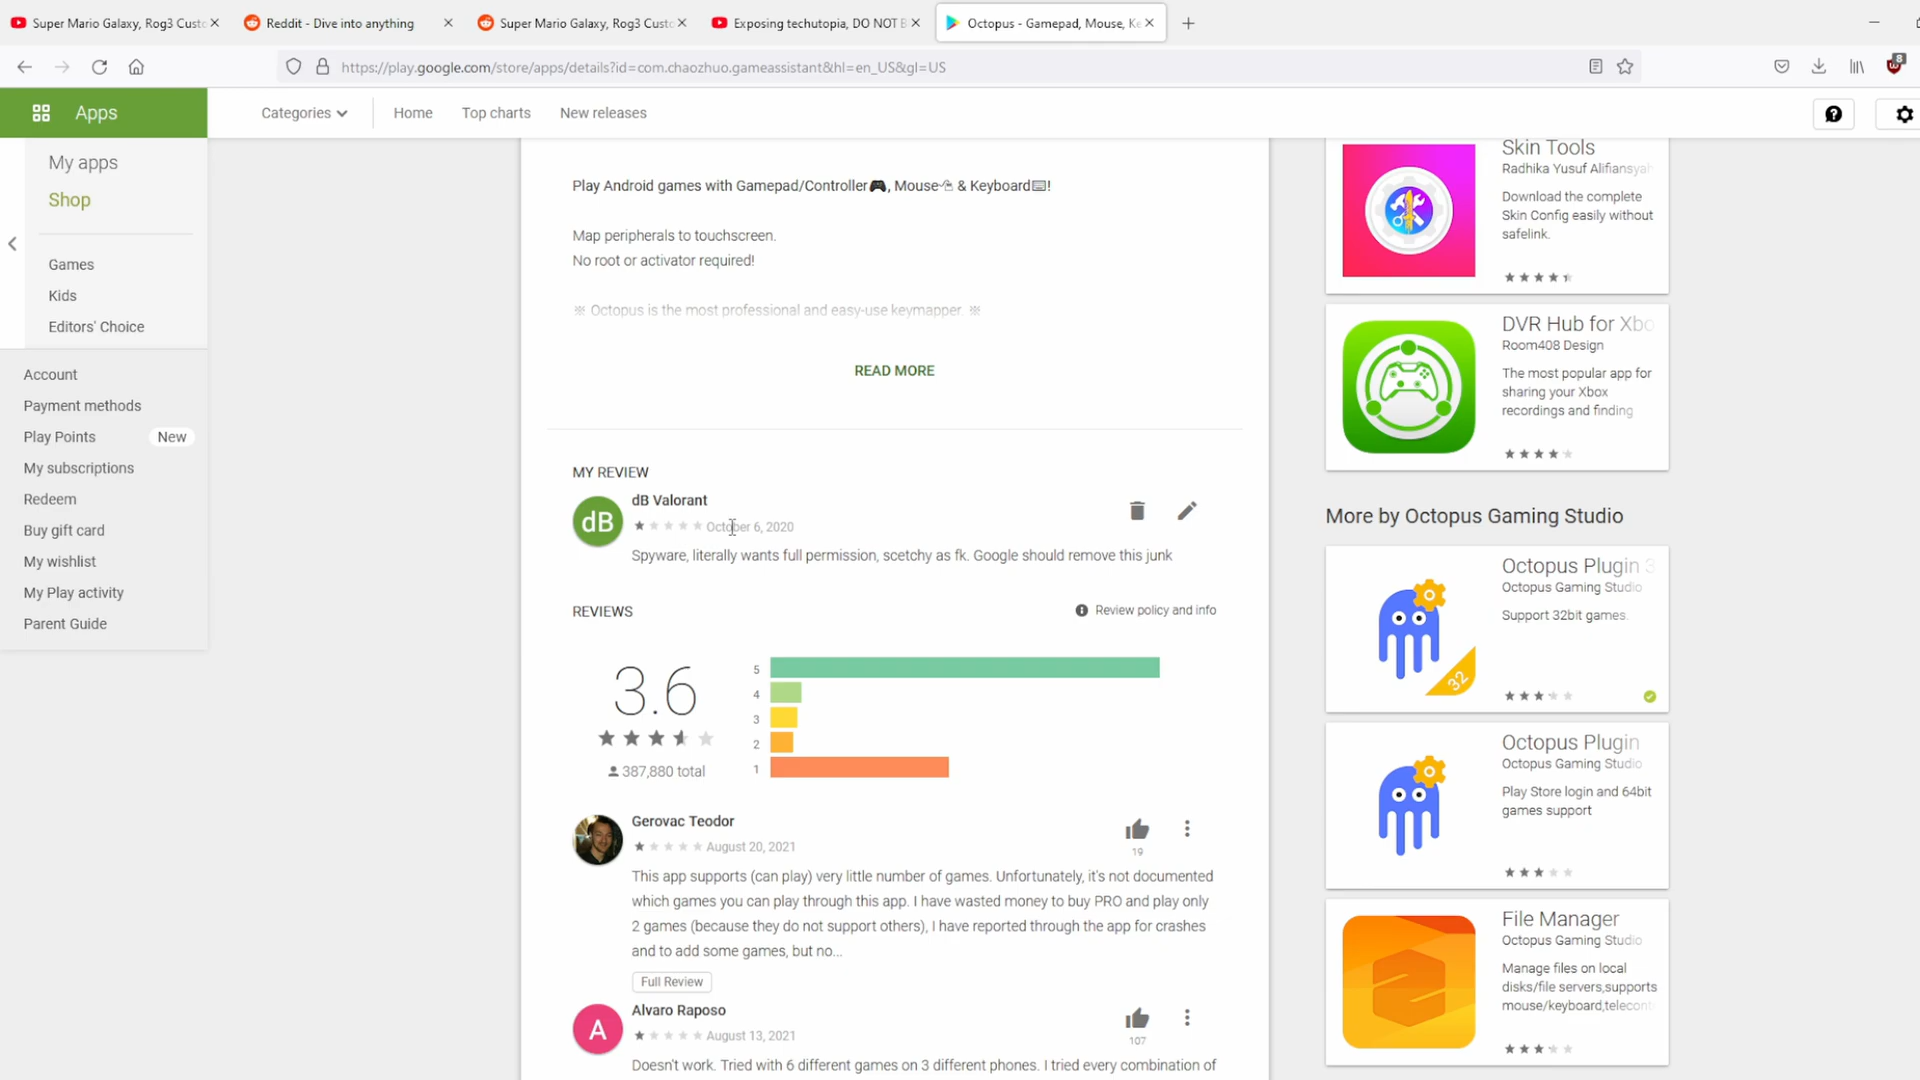 Super Mario Galaxy, Rog3 Custo
Reddit - Dive into anything
Super Mario Galaxy, Rog3 Custo
Exposing techutopia, DO NOT B
Octopus - Gamepad, Mouse, Ke
https://play.google.com/store/apps/details?id=com.chaozhuo.gameassistant&hl=en_US&gl=US
8
Apps
Categories
Home
Top charts
New releases
My apps
Shop
Games
Kids
Editors' Choice
Account
Payment methods
Play Points
New
My subscriptions
Redeem
Buy gift card
My wishlist
My Play activity
Parent Guide
Play Android games with Gamepad/Controller🎮, Mouse🖱 & Keyboard⌨!
Map peripherals to touchscreen.
No root or activator required!
※ Octopus is the most professional and easy-use keymapper. ※
READ MORE
MY REVIEW
dB
dB Valorant
October 6, 2020
Spyware, literally wants full permission, scetchy as fk. Google should remove this junk
REVIEWS
Review policy and info
3.6
387,880 total
5
4
3
2
1
Gerovac Teodor
August 20, 2021
19
This app supports (can play) very little number of games. Unfortunately, it's not documented
which games you can play through this app. I have wasted money to buy PRO and play only
2 games (because they do not support others), I have reported through the app for crashes
and to add some games, but no...
Full Review
A
Alvaro Raposo
August 13, 2021
107
Doesn't work. Tried with 6 different games on 3 different phones. I tried every combination of
Skin Tools
Radhika Yusuf Alifiansyah
Download the complete
Skin Config easily without
safelink.
DVR Hub for Xbo
Room408 Design
The most popular app for
sharing your Xbox
recordings and finding
More by Octopus Gaming Studio
Octopus Plugin 3
Octopus Gaming Studio
Support 32bit games.
32
Octopus Plugin
Octopus Gaming Studio
Play Store login and 64bit
games support
File Manager
Octopus Gaming Studio
Manage files on local
disks/file servers,supports
mouse/keyboard,telecont